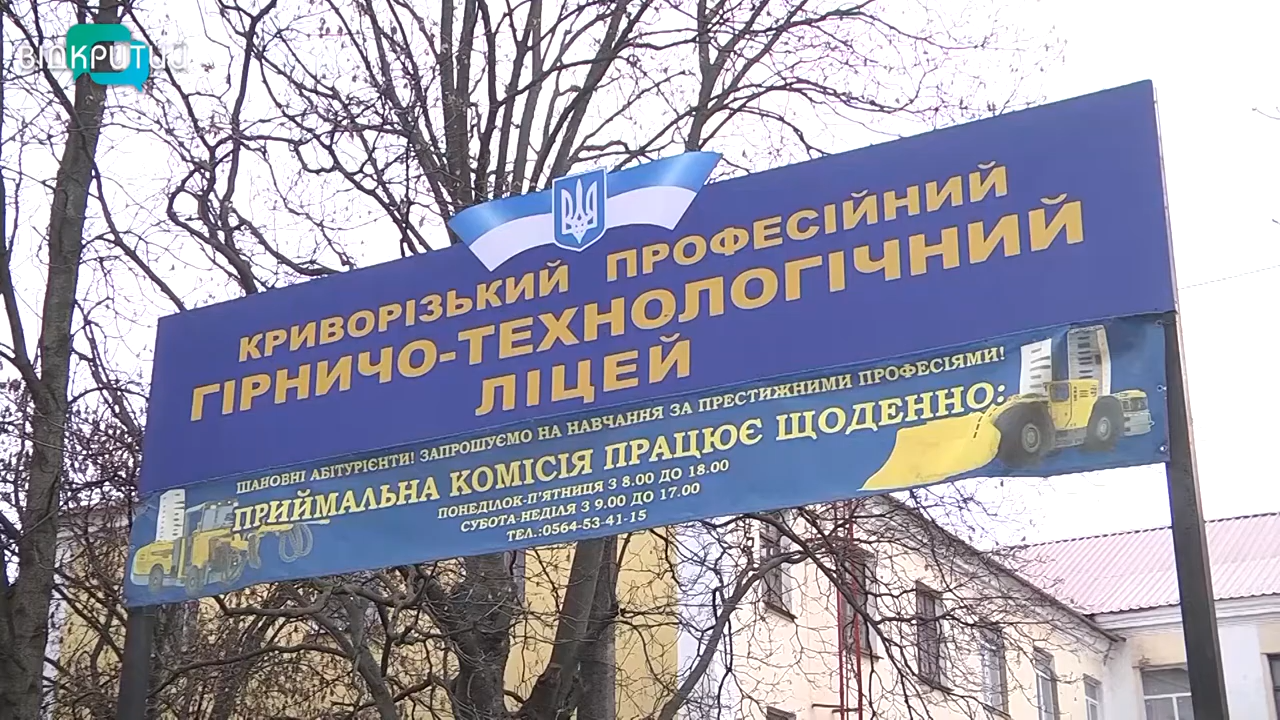 ВІДКРИТИЙ
КРИВОРІЗЬКИЙ ПРОФЕСІЙНИЙ
ГІРНИЧО-ТЕХНОЛОГІЧНИЙ
ЛІЦЕЙ
ШАНОВНІ АБІТУРІЄНТИ! ЗАПРОШУЄМО НА НАВЧАННЯ ЗА ПРЕСТИЖНИМИ ПРОФЕСІЯМИ!
ПРИЙМАЛЬНА КОМІСІЯ ПРАЦЮЄ ЩОДЕННО:
ПОНЕДІЛОК-П'ЯТНИЦЯ З 8.00 ДО 18.00
СУБОТА-НЕДІЛЯ З 9.00 ДО 17.00
ТЕЛ.:0564-53-41-15